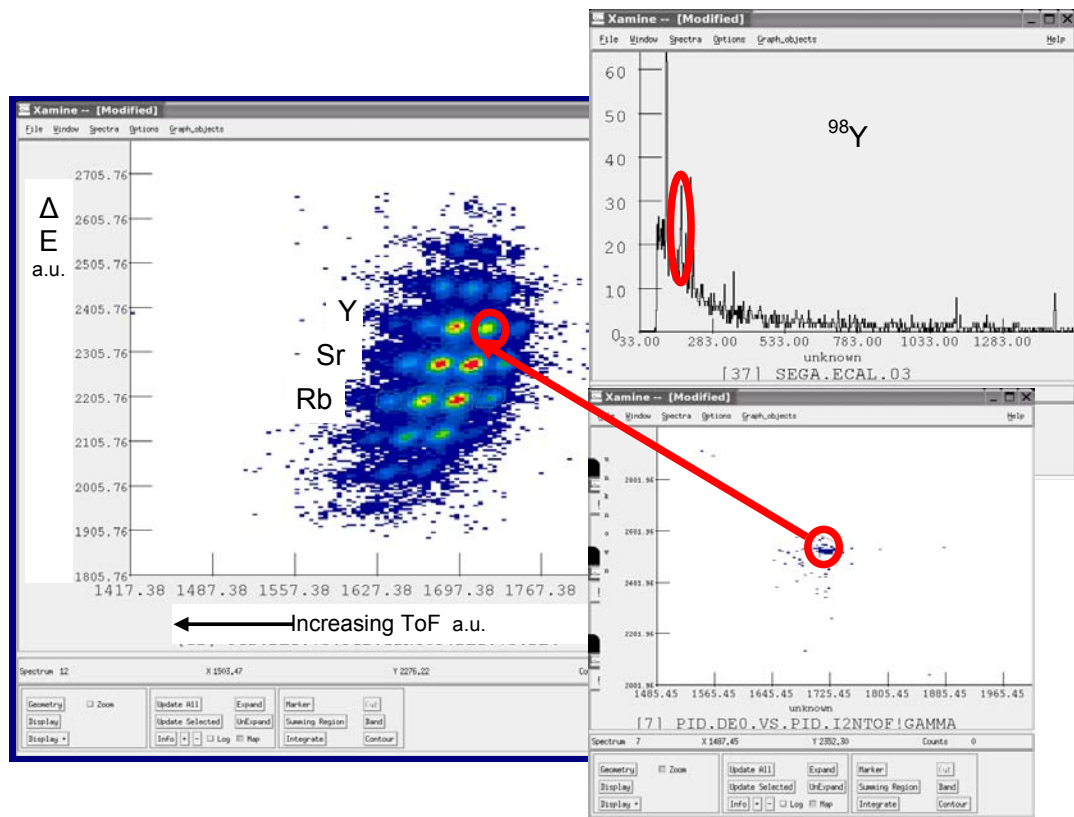 Xamine -- [Modified]
File Window Spectra Options Graph_objects
2705.76
2605.76
2505.76
2405.76
2305.76
2205.76
2105.76
2005.76
1905.76
1805.76
Δ
E
a.u.
Y
Sr
Rb
1417.38 1487.38 1557.38 1627.38 1697.38 1767.38
Increasing ToF a.u.
Spectrum 12 X 1503.47 Y 2276.22 Co
Geometry Zoom Update All Expand Marker Cut
Display Update Selected UnExpand Summing Region Band
Display + Info + - Log Map Integrate Contour
Xamine -- [Modified]
File Window Spectra Options Graph_objects Help
60
50
40
30
20
10
0
98Y
33.00 283.00 533.00 783.00 1033.00 1283.00
unknown
[37] SEGA.ECAL.03
Xamine -- [Modified]
Window Spectra Options Graph_objects Help
2601.96
2401.96
2201.96
2001.96
1485.45 1565.45 1645.45 1725.45 1805.45 1885.45 1965.45
unknown
[7] PID.DE0.VS.PID.I2NTOF!GAMMA
Spectrum 7 X 1487.45 Y 2352.30 Counts 0
Geometry Zoom Update All Expand Marker Cut
Display Update Selected UnExpand Summing Region Band
Display + Info + - Log Map Integrate Contour